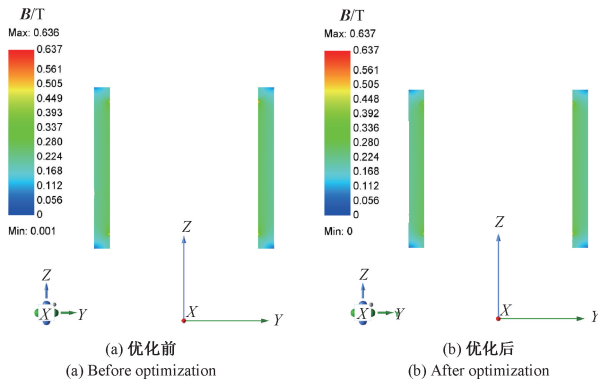 B/T
Max: 0.636
0.637
0.561
0.505
0.449
0.393
0.337
0.280
0.224
0.168
0.112
0.056
0
Min: 0.001
Z
X
Y
Z
X
Y
(a) 优化前
(a) Before optimization
B/T
Max: 0.637
0.637
0.561
0.505
0.448
0.392
0.336
0.280
0.224
0.168
0.112
0.056
0
Min: 0
Z
X
Y
Z
X
Y
(b) 优化后
(b) After optimization